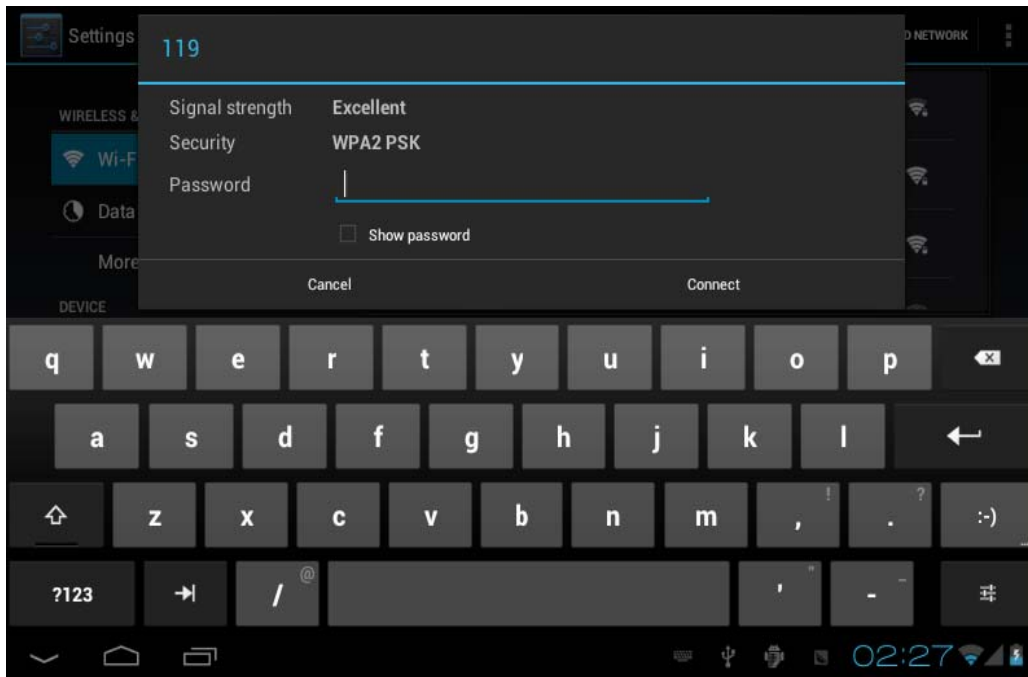 Settings
D NETWORK
119
WIRELESS &
Signal strength Excellent
Security WPA2 PSK
Wi-F
Password
Data
Show password
More
Cancel Connect
DEVICE
q w e r t y u i o p
a s d f g h j k l
! ?
z x c v b n m , . :-)
@ " _
?123 / ' -
02:27